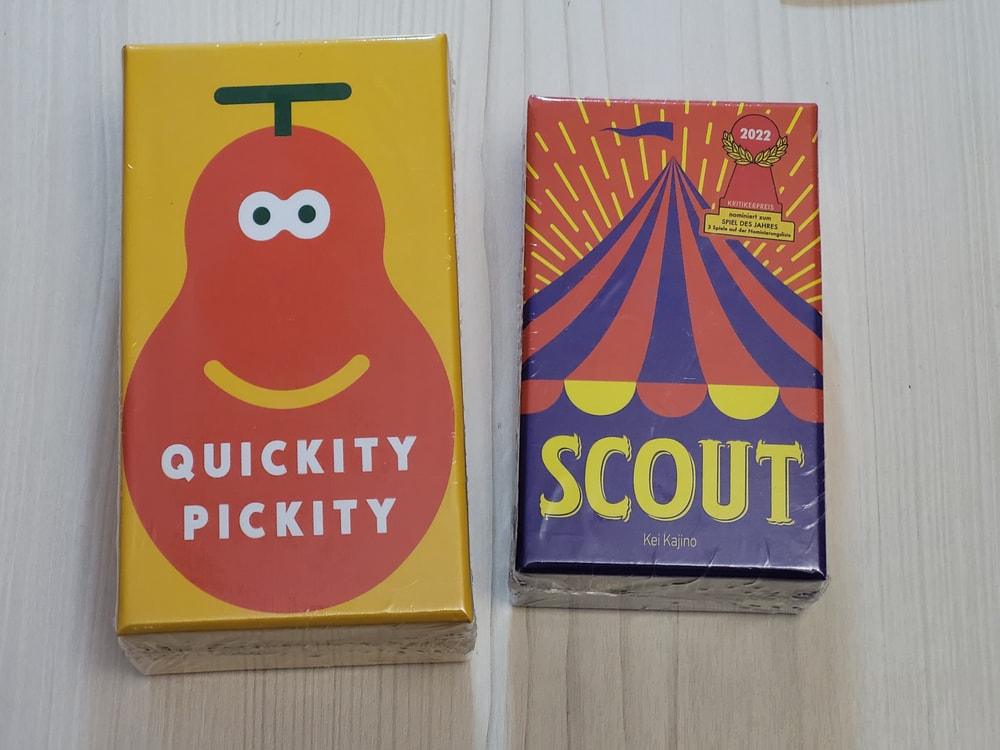 QUICKITY
PICKITY
2022
KRITIKERPREIS
nominiert zum
SPIEL DES JAHRES
3 Spiele auf der Nominierungsliste
SCOUT
Kei Kajino